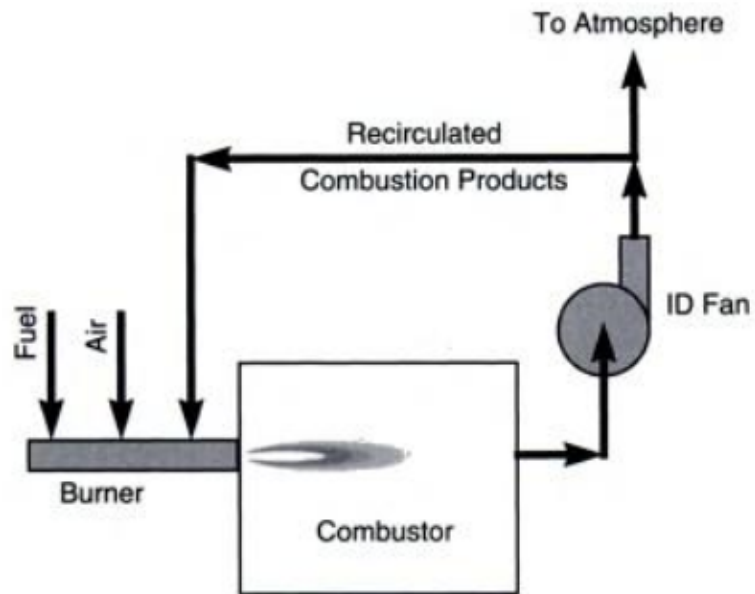 To Atmosphere
Recirculated
Combustion Products
ID Fan
Fuel
Air
Burner
Combustor